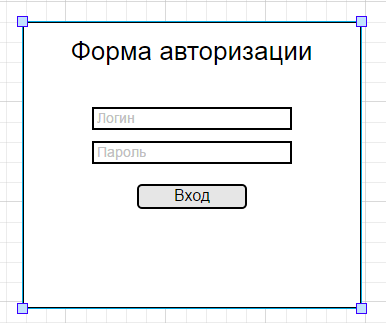 Форма авторизации
Логин
Пароль
Вход